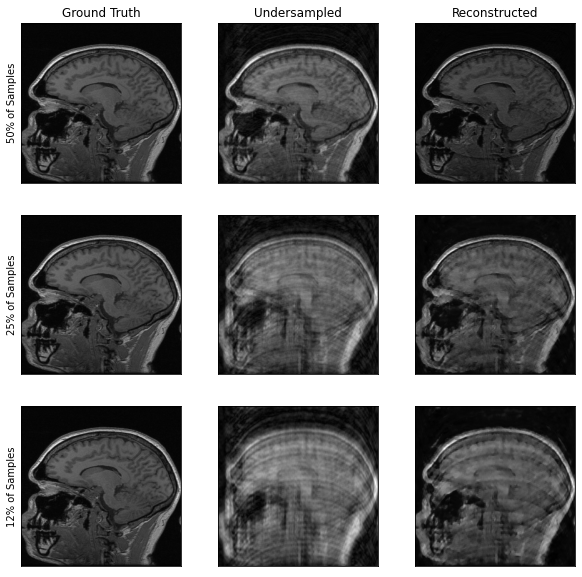 Ground Truth
Undersampled
Reconstructed
50% of Samples
25% of Samples
12% of Samples